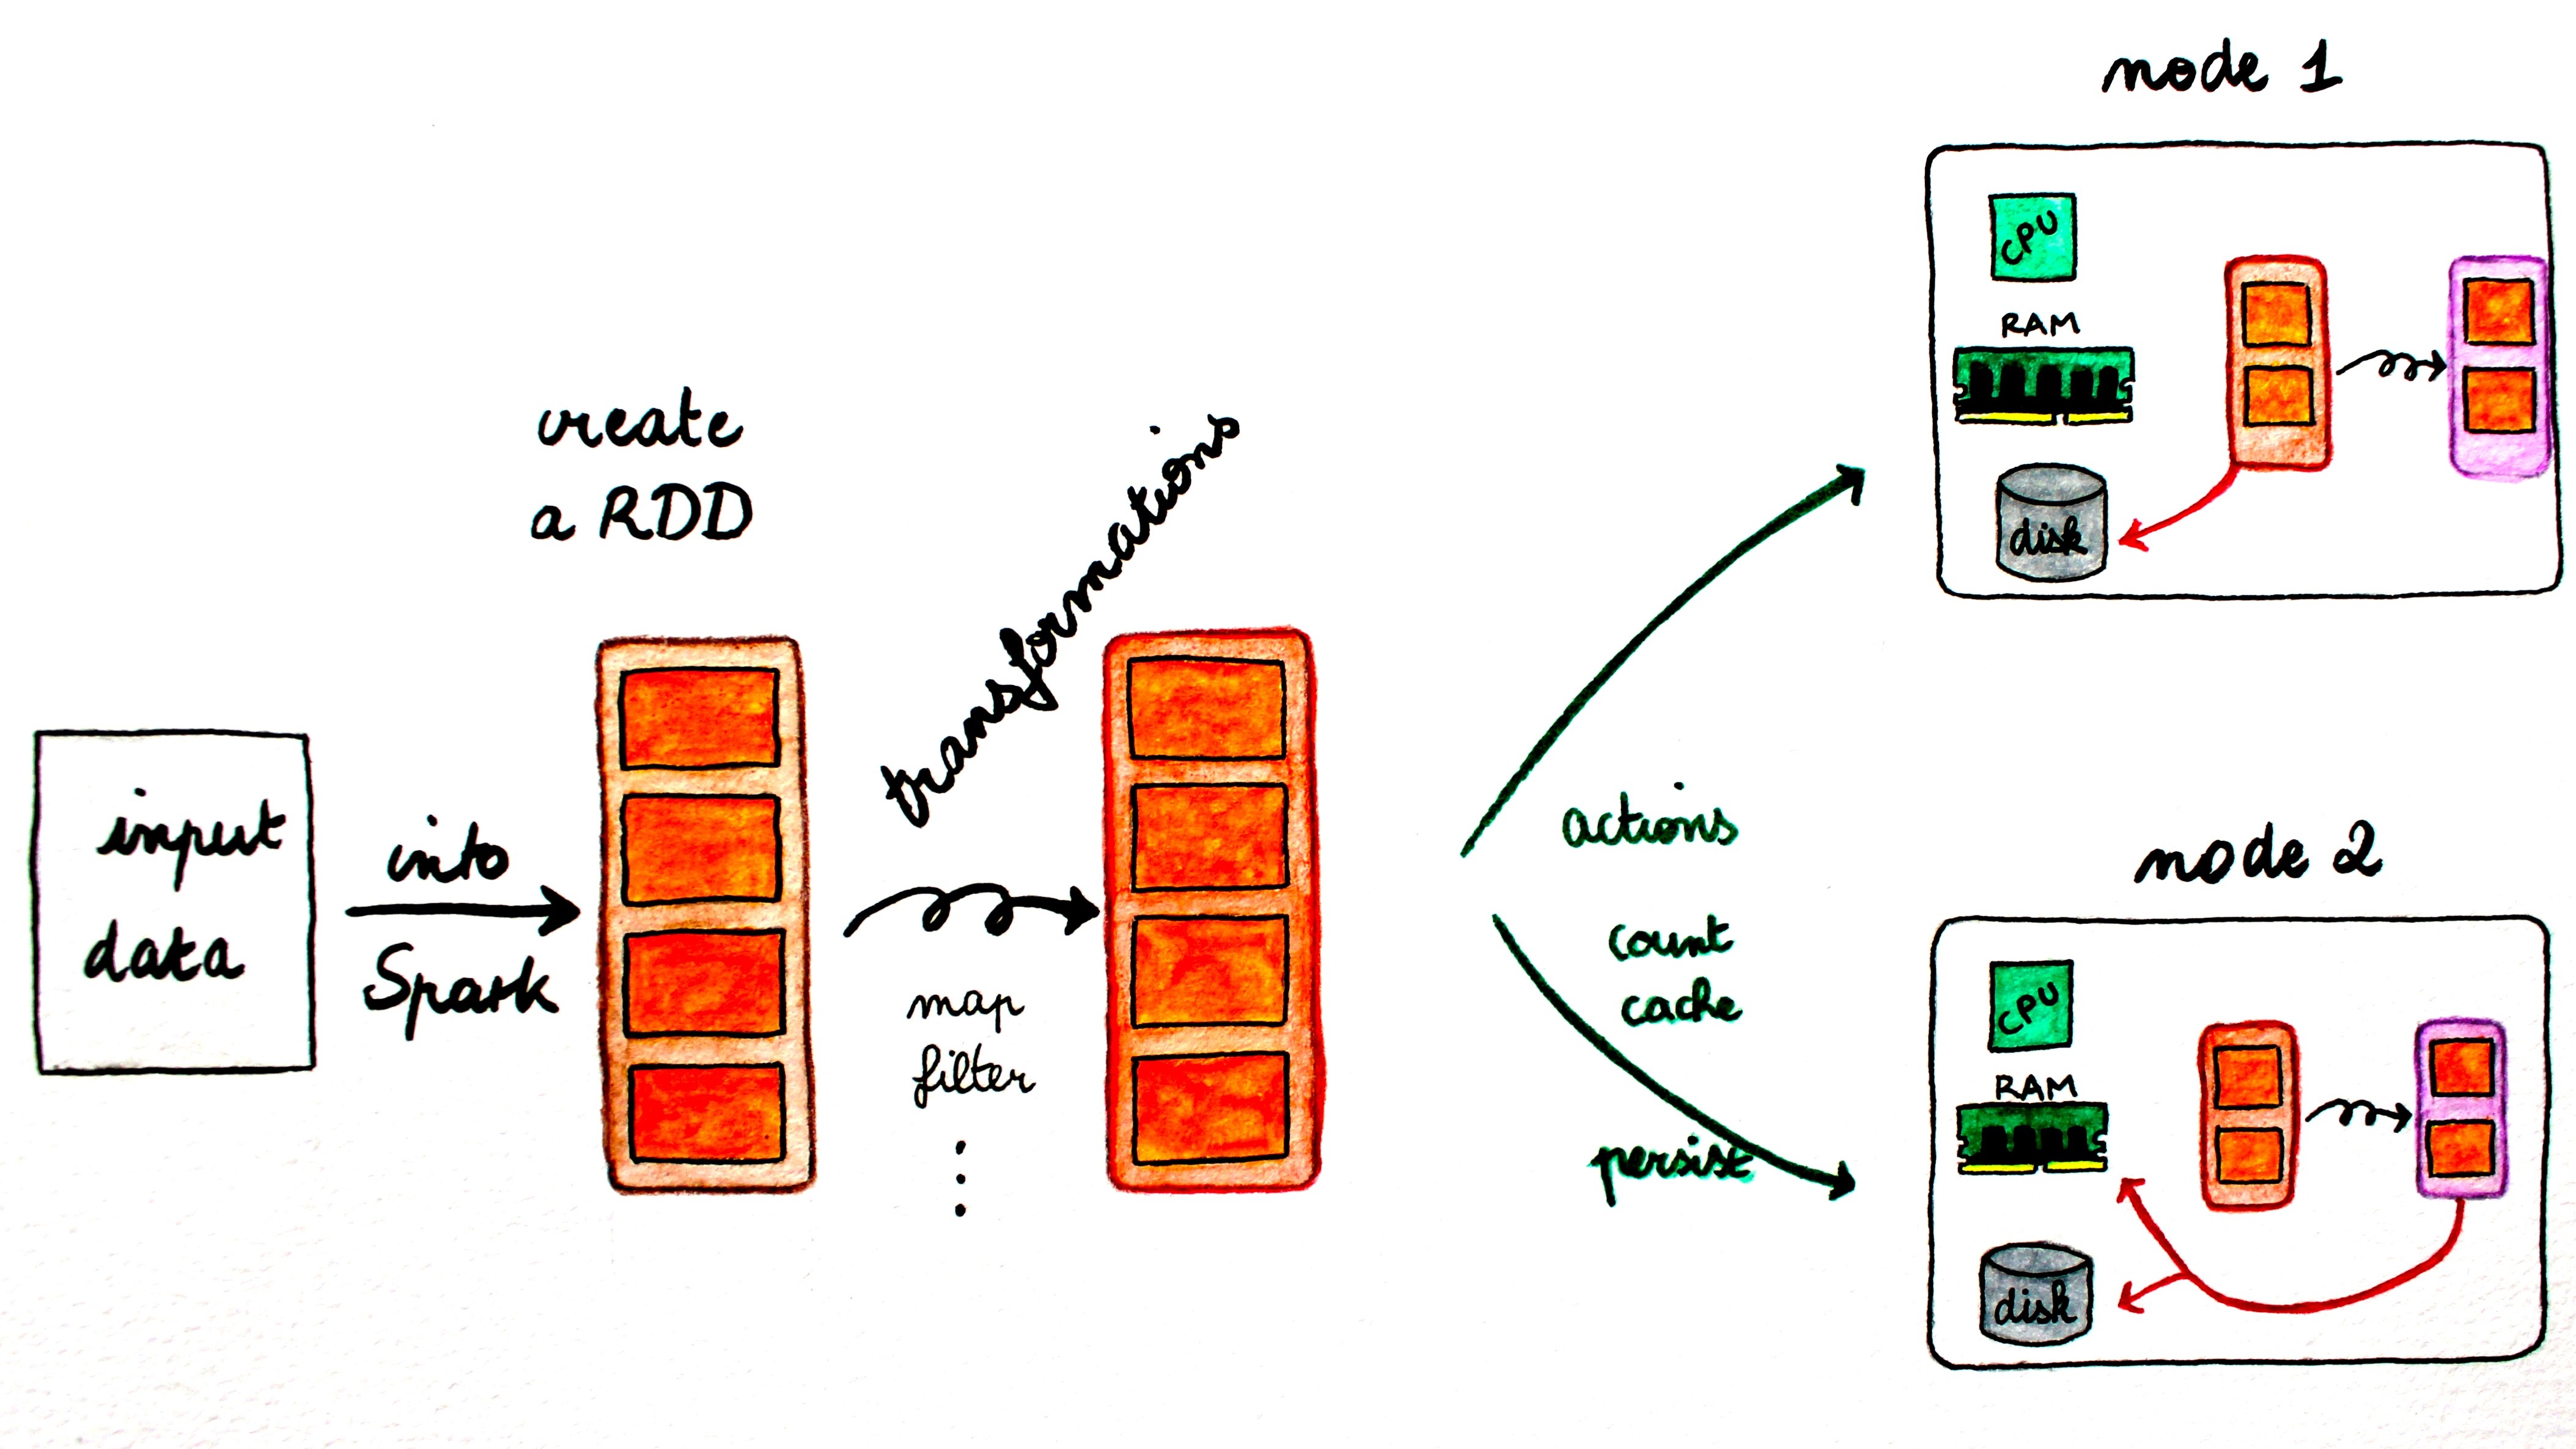 input
data
into
Spark
create
a RDD
transformations
map
filter
actions
count
cache
persist
node 1
CPU
RAM
disk
node 2
CPU
RAM
disk